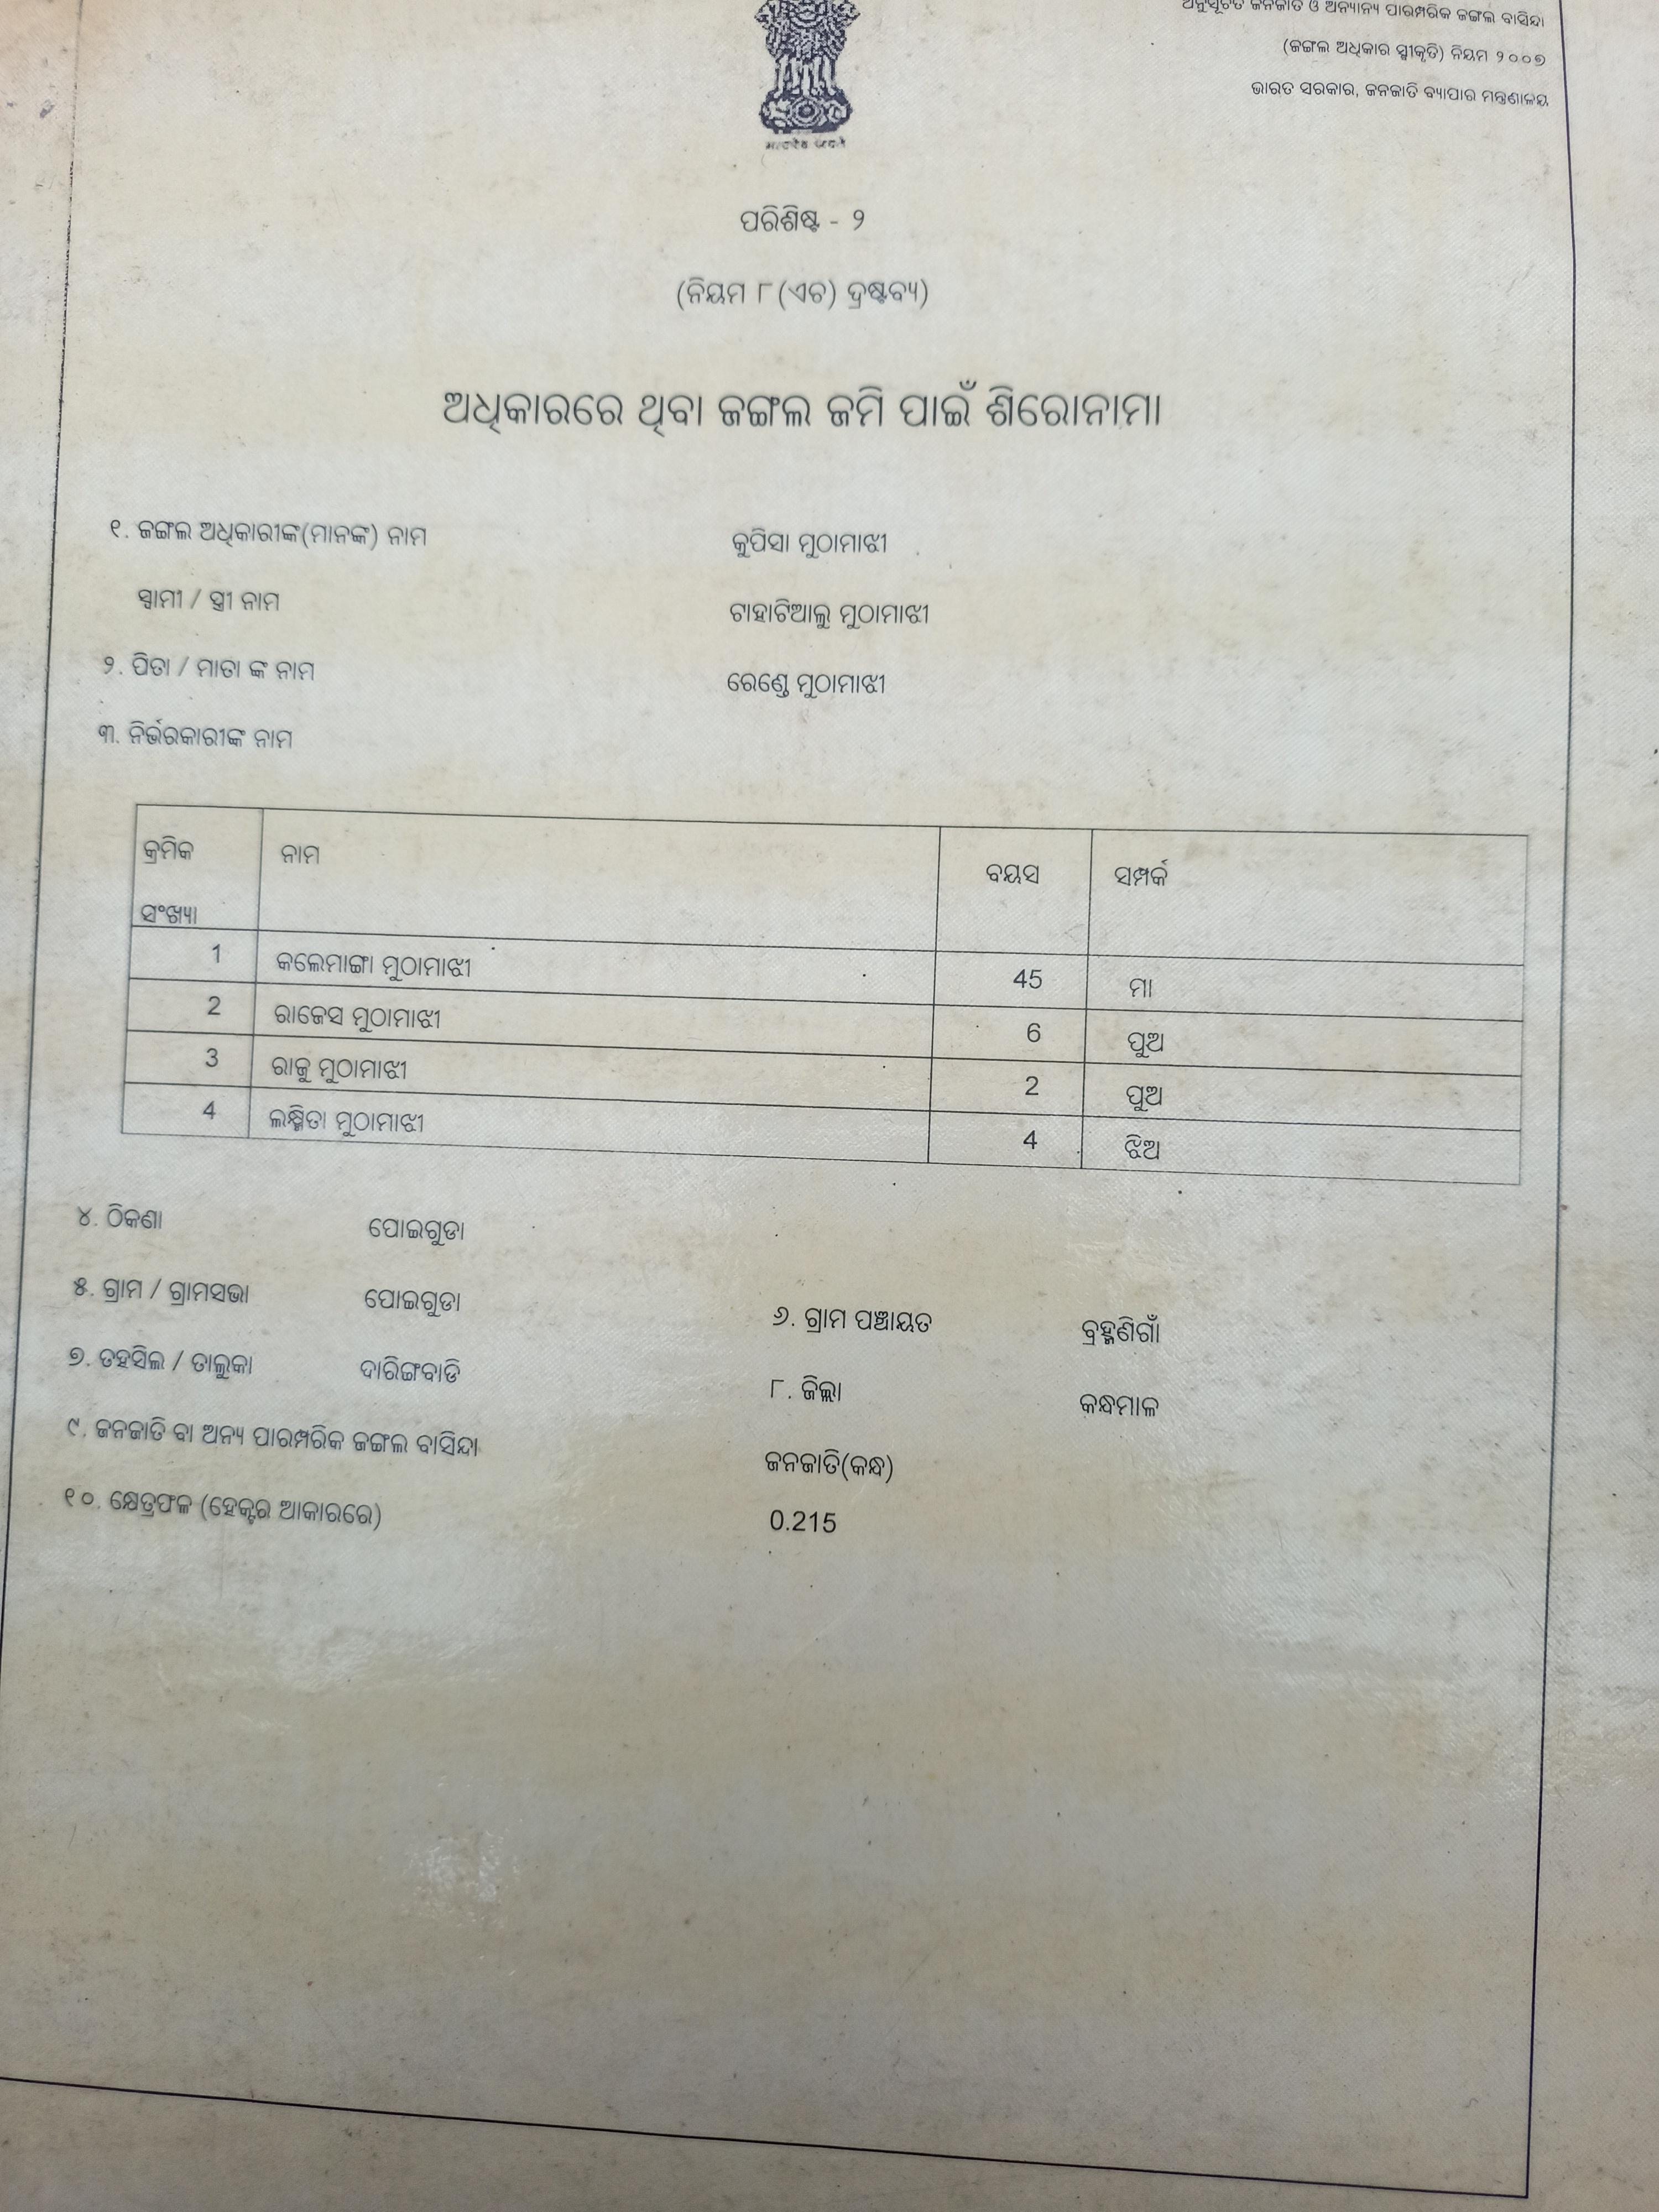 ଅନୁସୂଚିତ ଜନଜାତି ଓ ଅନ୍ୟାନ୍ୟ ପାରମ୍ପରିକ ଜଙ୍ଗଲ ବାସିନ୍ଦା
(ଜଙ୍ଗଲ ଅଧିକାର ସ୍ୱୀକୃତି) ନିୟମ ୨୦୦୭
ଭାରତ ସରକାର, ଜନଜାତି ବ୍ୟାପାର ମନ୍ତ୍ରଣାଳୟ
ପରିଶିଷ୍ଟ - ୨
(ନିୟମ ୮(ଏଚ) ଦ୍ରଷ୍ଟବ୍ୟ)
ଅଧିକାରରେ ଥିବା ଜଙ୍ଗଲ ଜମି ପାଇଁ ଶିରୋନାମା
୧. ଜଙ୍ଗଲ ଅଧିକାରୀଙ୍କ(ମାନଙ୍କ) ନାମ କୁପିସା ମୁଠାମାଝୀ
ସ୍ୱାମୀ / ସ୍ତ୍ରୀ ନାମ ଟାହାଟିଆଲୁ ମୁଠାମାଝୀ
୨. ପିତା / ମାତା ଙ୍କ ନାମ ରେଣ୍ଡେ ମୁଠାମାଝୀ
୩. ନିର୍ଭରକାରୀଙ୍କ ନାମ
କ୍ରମିକ ସଂଖ୍ୟା ନାମ ବୟସ ସମ୍ପର୍କ
1 କଲେମାଙ୍ଗା ମୁଠାମାଝୀ 45 ମା
2 ରାଜେସ ମୁଠାମାଝୀ 6 ପୁଅ
3 ରାଜୁ ମୁଠାମାଝୀ 2 ପୁଅ
4 ଲକ୍ଷ୍ମିତା ମୁଠାମାଝୀ 4 ଝିଅ
୪. ଠିକଣା ପୋଇଗୁଡା
୫. ଗ୍ରାମ / ଗ୍ରାମସଭା ପୋଇଗୁଡା ୬. ଗ୍ରାମ ପଞ୍ଚାୟତ ବ୍ରହ୍ମଣିଗାଁ
୭. ତହସିଲ / ତାଲୁକା ଦାରିଙ୍ଗବାଡି ୮. ଜିଲ୍ଲା କନ୍ଧମାଳ
୯. ଜନଜାତି ବା ଅନ୍ୟ ପାରମ୍ପରିକ ଜଙ୍ଗଲ ବାସିନ୍ଦା ଜନଜାତି(କନ୍ଧ)
୧୦. କ୍ଷେତ୍ରଫଳ (ହେକ୍ଟର ଆକାରରେ) 0.215